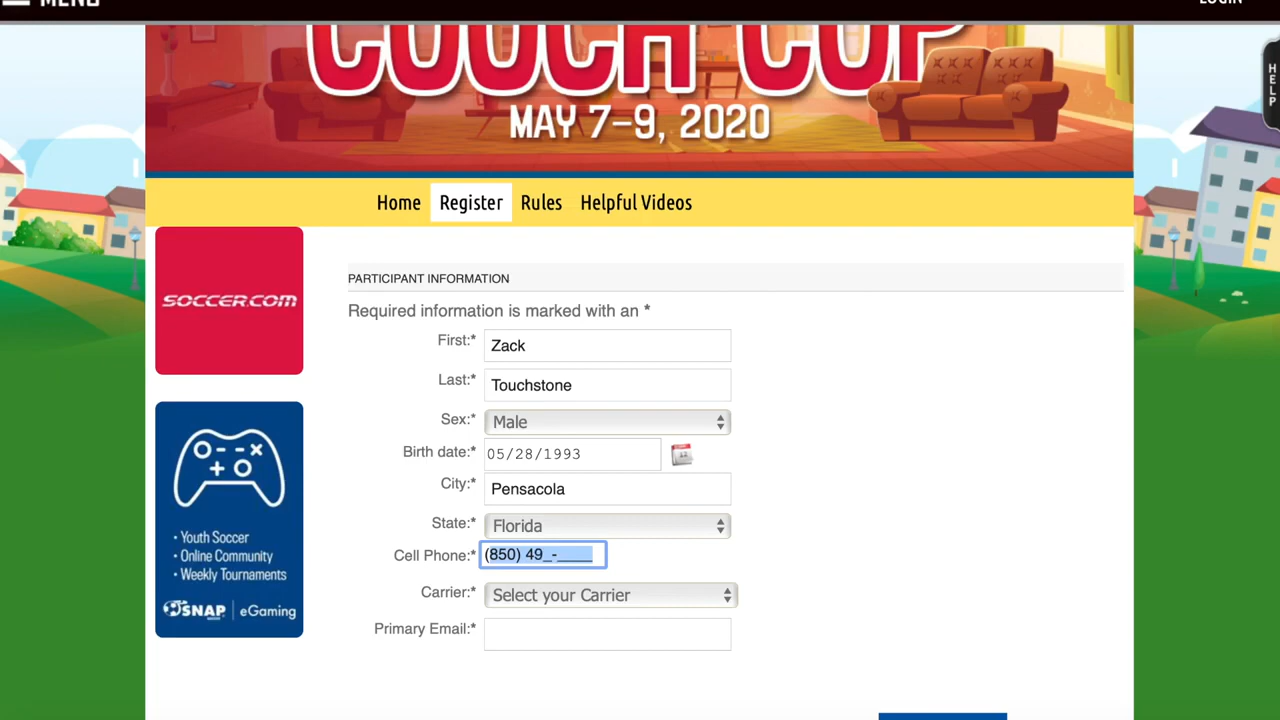 MENU
LOGIN
COUCH CUP
MAY 7-9, 2020
HELP
Home Register Rules Helpful Videos
SOCCER.COM
PARTICIPANT INFORMATION
Required information is marked with an *
First:* Zack
Last:* Touchstone
Sex:* Male
Birth date:* 05/28/1993
City:* Pensacola
State:* Florida
Cell Phone:* (850) 49_-____
Carrier:* Select your Carrier
Primary Email:*
• Youth Soccer
• Online Community
• Weekly Tournaments
SNAP | eGaming